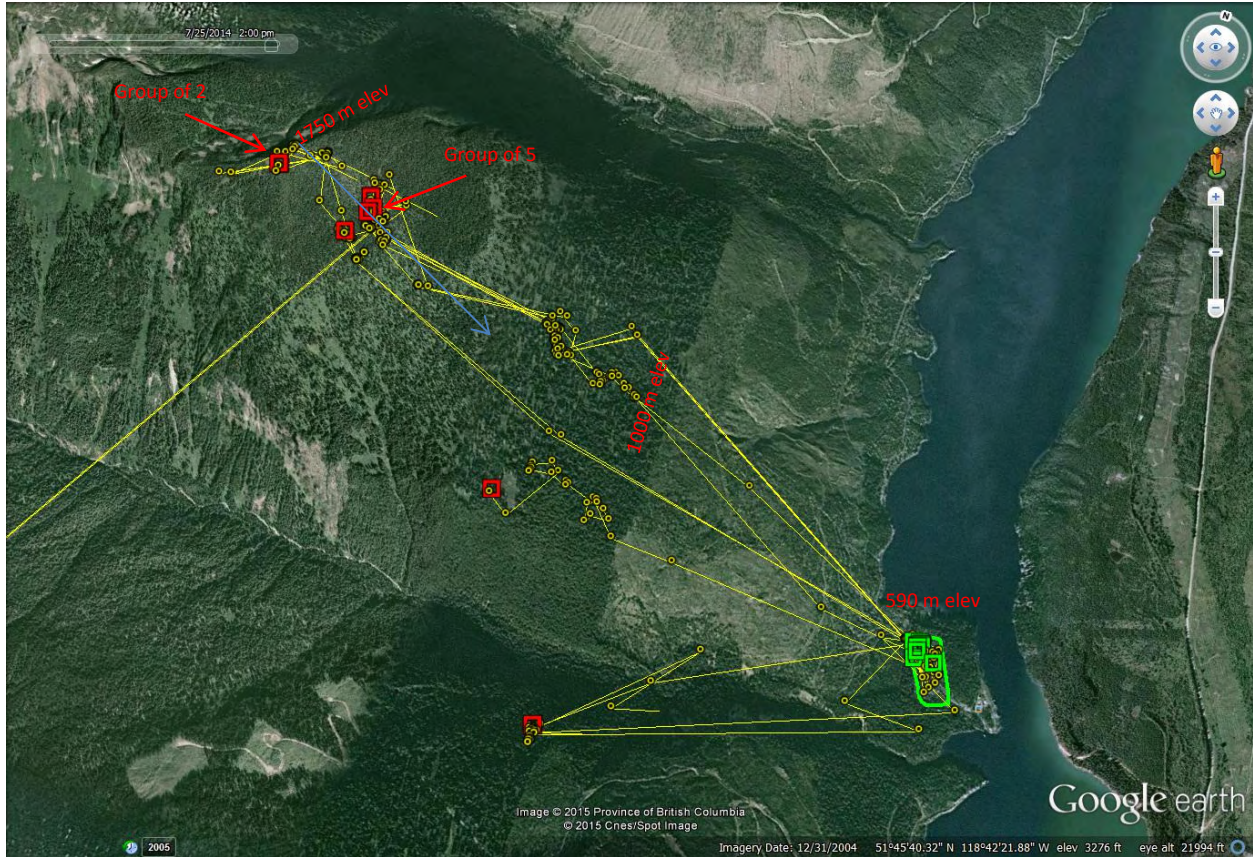 7/25/2014 2:00 pm
N
Group of 2
1750 m elev
Group of 5
1000 m elev
590 m elev
Image © 2015 Province of British Columbia
© 2015 Cnes/Spot Image
Google earth
2005
Imagery Date: 12/31/2004 51°45'40.32" N 118°42'21.88" W elev 3276 ft eye alt 21994 ft